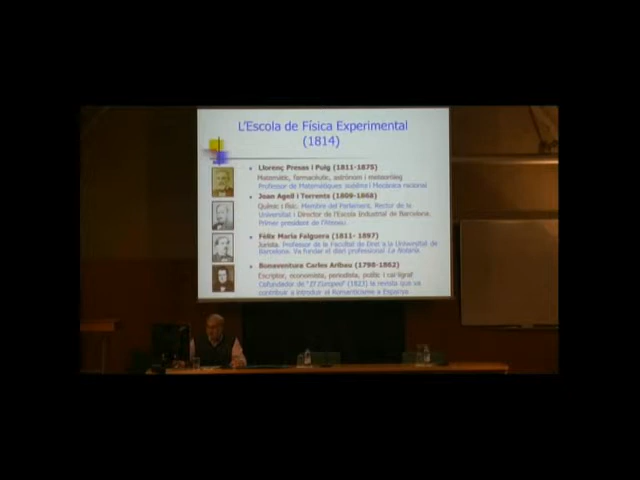 L'Escola de Física Experimental
(1814)
Llorenç Presas i Puig (1811-1875)
Matemàtic, farmacèutic, astrònom i meteoròleg
Professor de Matemàtiques sublims i Mecànica racional
Joan Agell i Torrents (1809-1868)
Químic i físic. Membre del Parlament, Rector de la
Universitat i Director de l'Escola Industrial de Barcelona.
Primer president de l'Ateneu.
Fèlix Maria Falguera (1811- 1897)
Jurista. Professor de la Facultat de Dret a la Universitat de
Barcelona. Va fundar el diari professional La Notaria
Bonaventura Carles Aribau (1798-1862)
Escriptor, economista, periodista, polític i
Cofundador de "El Europeo" (1823) la revista que va
contribuir a introduir el Romanticisme a Espanya